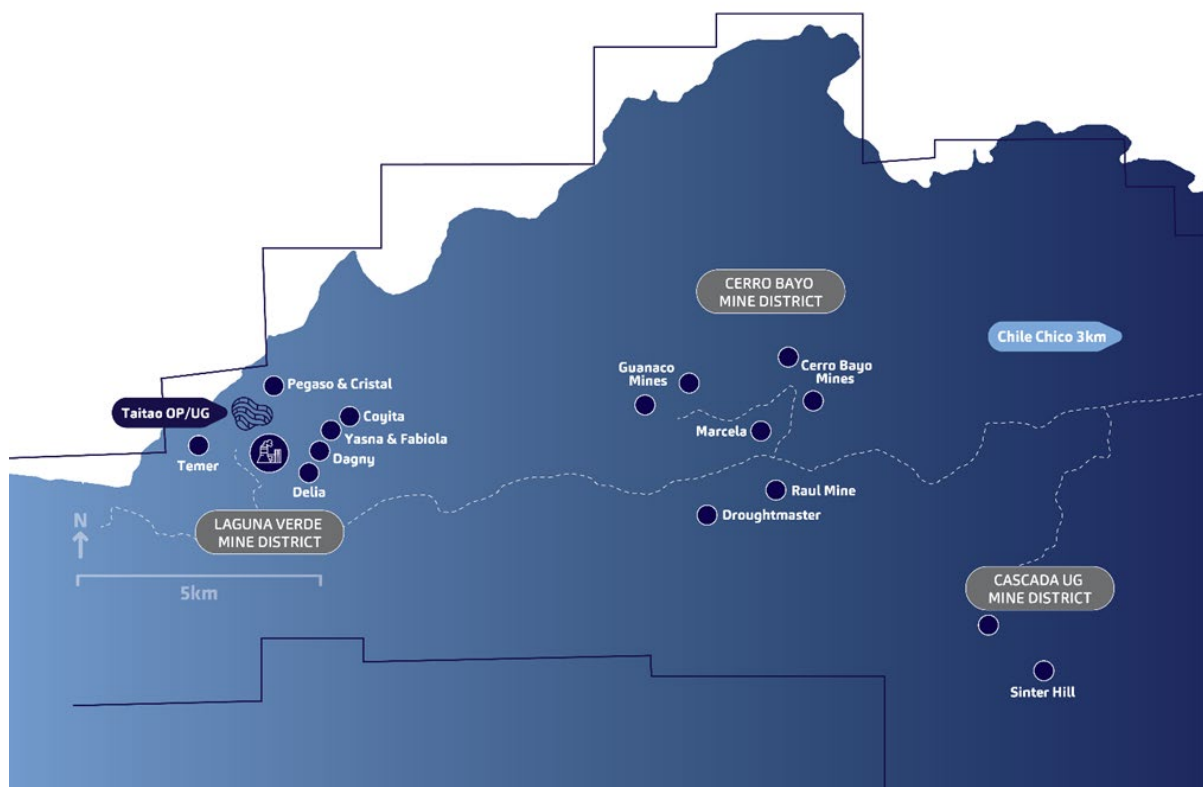 CERRO BAYO
MINE DISTRICT
Chile Chico 3km
Guanaco
Mines
Cerro Bayo
Mines
Pegaso & Cristal
Taitao OP/UG
Coyita
Yasna & Fabiola
Marcela
Temer
Dagny
Delia
Raul Mine
Droughtmaster
LAGUNA VERDE
MINE DISTRICT
N
5km
CASCADA UG
MINE DISTRICT
Sinter Hill